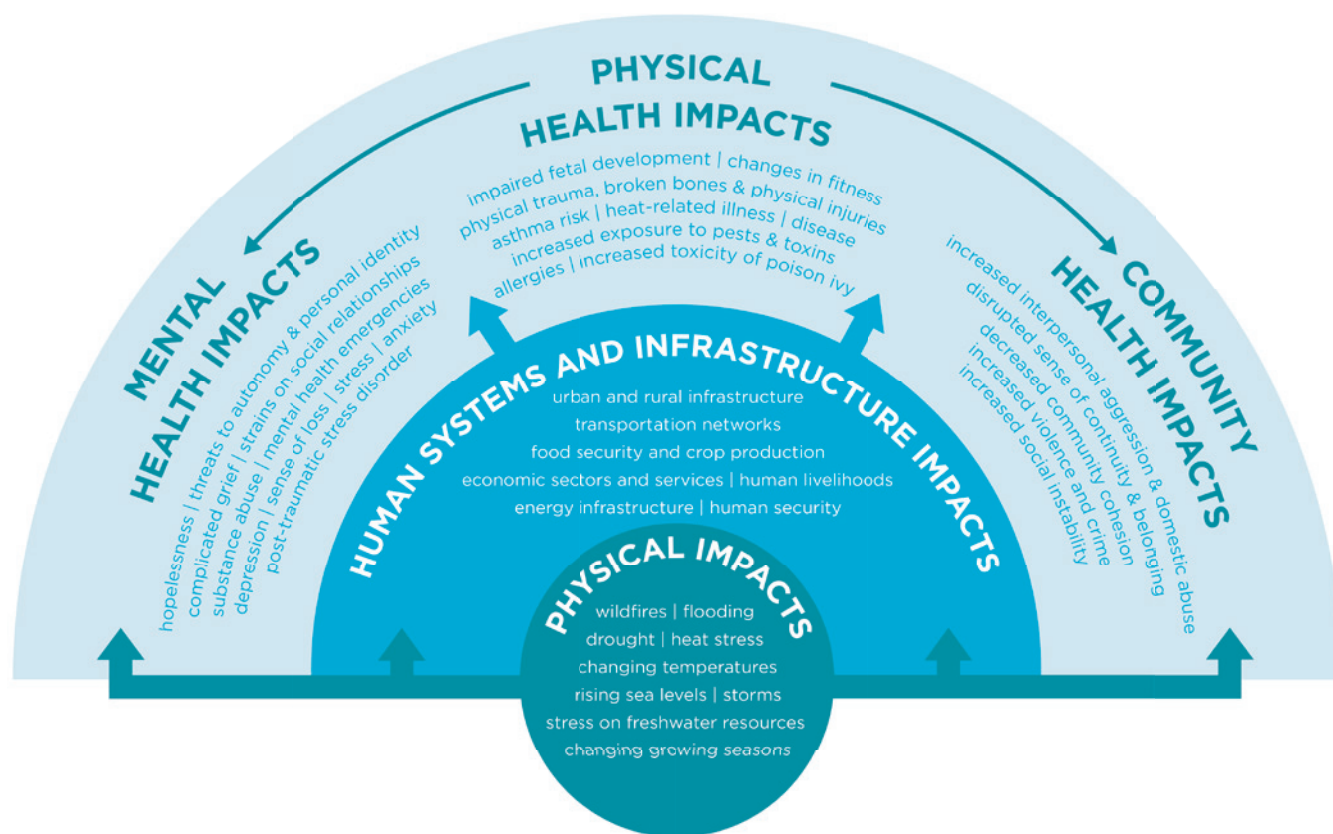 PHYSICAL
HEALTH IMPACTS
impaired fetal development | changes in fitness
physical trauma, broken bones & physical injuries
asthma risk | heat-related illness | disease
increased exposure to pests & toxins
allergies | increased toxicity of poison ivy
MENTAL
HEALTH IMPACTS
hopelessness | threats to autonomy & personal identity
complicated grief | strains on social relationships
substance abuse | mental health emergencies
depression | sense of loss | stress | anxiety
post-traumatic stress disorder
COMMUNITY
HEALTH IMPACTS
increased interpersonal aggression & domestic abuse
disrupted sense of continuity & belonging
decreased community cohesion
increased violence and crime
increased social instability
HUMAN SYSTEMS AND INFRASTRUCTURE IMPACTS
urban and rural infrastructure
transportation networks
food security and crop production
economic sectors and services | human livelihoods
energy infrastructure | human security
PHYSICAL IMPACTS
wildfires | flooding
drought | heat stress
changing temperatures
rising sea levels | storms
stress on freshwater resources
changing growing seasons